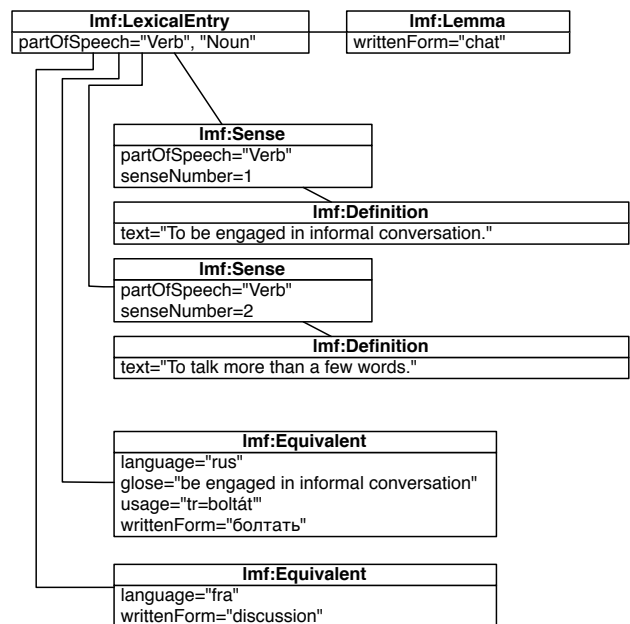 lmf:LexicalEntry
partOfSpeech="Verb", "Noun"
lmf:Lemma
writtenForm="chat"
lmf:Sense
partOfSpeech="Verb"
senseNumber=1
lmf:Definition
text="To be engaged in informal conversation."
lmf:Sense
partOfSpeech="Verb"
senseNumber=2
lmf:Definition
text="To talk more than a few words."
lmf:Equivalent
language="rus"
glose="be engaged in informal conversation"
usage="tr=boltát'"
writtenForm="болтать"
lmf:Equivalent
language="fra"
writtenForm="discussion"